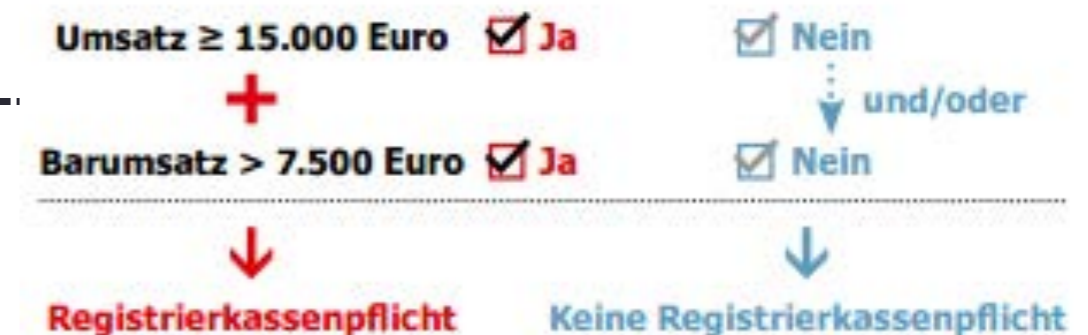 Umsatz ≥ 15.000 Euro Ja Nein
+ und/oder
Barumsatz > 7.500 Euro Ja Nein
Registrierkassenpflicht Keine Registrierkassenpflicht